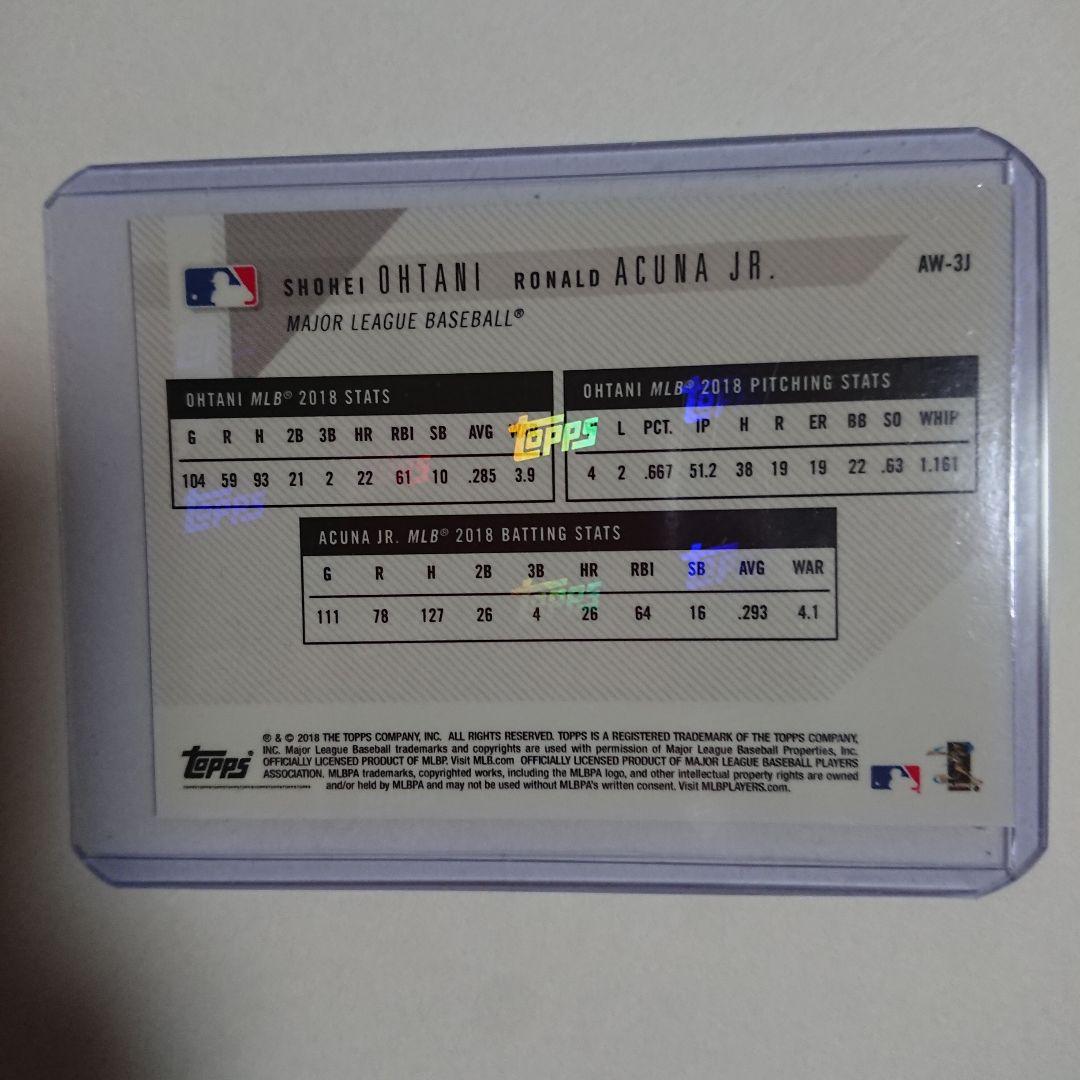 SHOHEI OHTANI RONALD ACUNA JR.
AW-3J
MAJOR LEAGUE BASEBALL®
OHTANI MLB® 2018 STATS
G R H 2B 3B HR RBI SB AVG
104 59 93 21 2 22 61 10 .285 3.9
OHTANI MLB® 2018 PITCHING STATS
L PCT. IP H R ER BB SO WHIP
4 2 .667 51.2 38 19 19 22 .63 1.161
Topps
ACUNA JR. MLB® 2018 BATTING STATS
G R H 2B 3B HR RBI SB AVG WAR
111 78 127 26 4 26 64 16 .293 4.1
Topps
Topps
Topps®
® & © 2018 THE TOPPS COMPANY, INC. ALL RIGHTS RESERVED. TOPPS IS A REGISTERED TRADEMARK OF THE TOPPS COMPANY,
INC. Major League Baseball trademarks and copyrights are used with permission of Major League Baseball Properties, Inc.
OFFICIALLY LICENSED PRODUCT OF MLBP. Visit MLB.com OFFICIALLY LICENSED PRODUCT OF MAJOR LEAGUE BASEBALL PLAYERS
ASSOCIATION. MLBPA trademarks, copyrighted works, including the MLBPA logo, and other intellectual property rights are owned
and/or held by MLBPA and may not be used without MLBPA's written consent. Visit MLBPLAYERS.com.